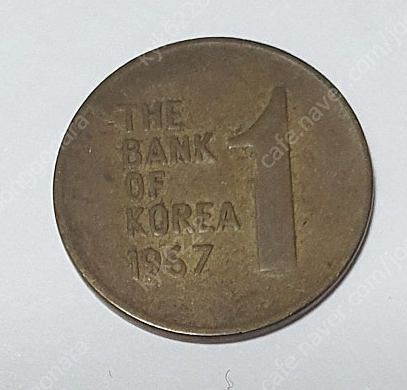 THE
BANK
OF
KOREA
1967
1